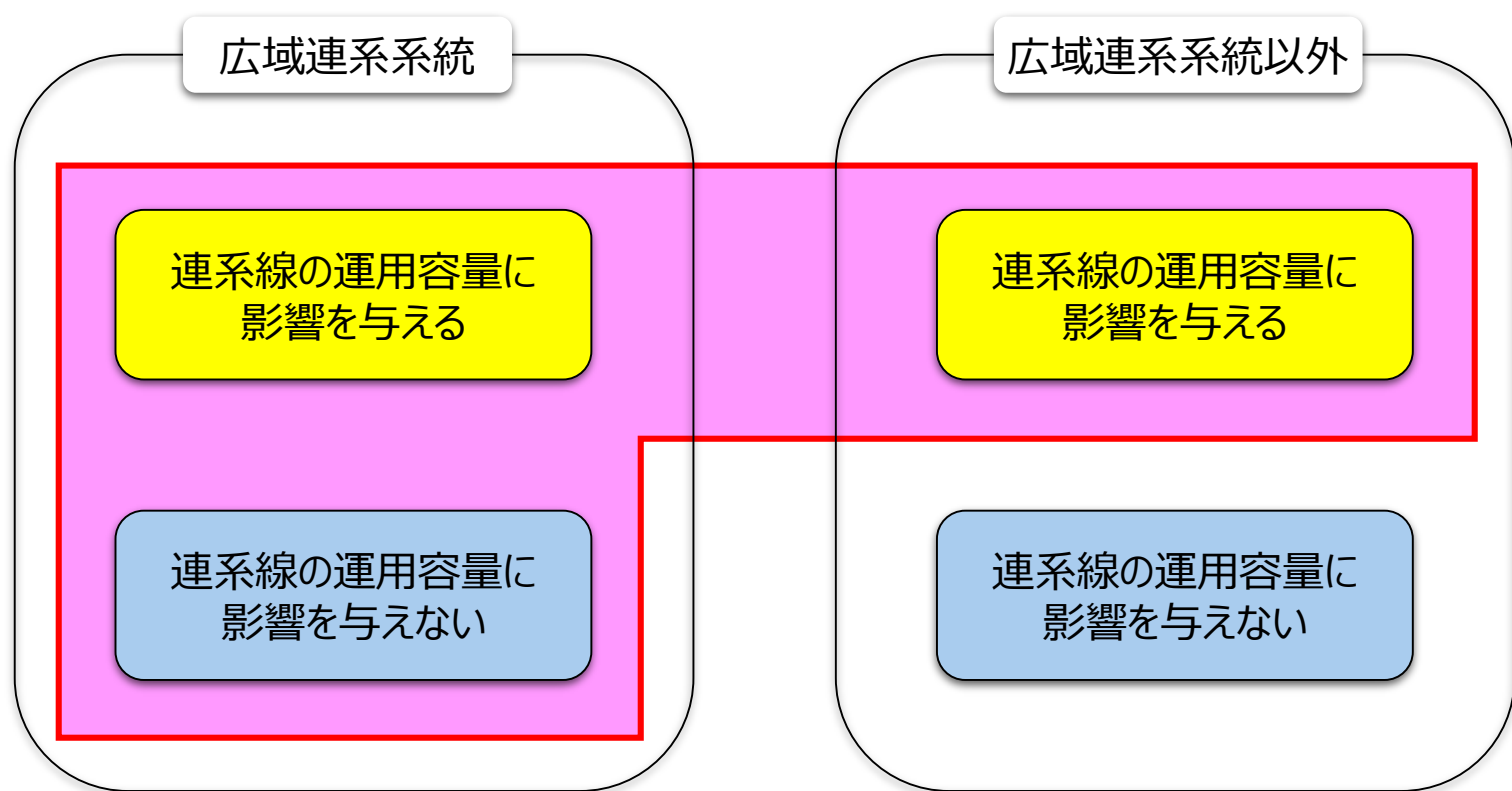 広域連系系統
広域連系系統以外
連系線の運用容量に
影響を与える
連系線の運用容量に
影響を与える
連系線の運用容量に
影響を与えない
連系線の運用容量に
影響を与えない